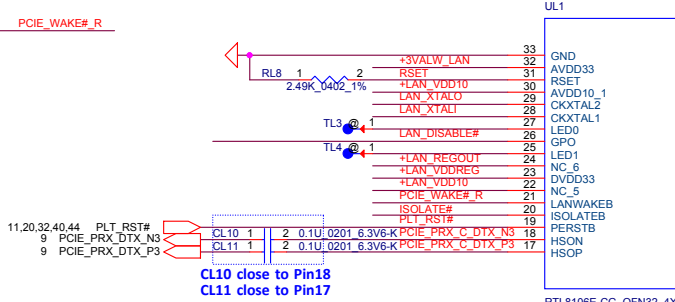 UL1
PCIE_WAKE#_R
33 GND
+3VALW_LAN 32 AVDD33
RL8 1 2 RSET 31 RSET
2.49K_0402_1% +LAN_VDD10 30 AVDD10_1
LAN_XTALO 29 CKXTAL2
LAN_XTALI 28 CKXTAL1
TL3 @ 1 27 LED0
LAN_DISABLE# 26 GPO
TL4 @ 1 25 LED1
+LAN_REGOUT 24 NC_6
+LAN_VDDREG 23 DVDD33
+LAN_VDD10 22 NC_5
PCIE_WAKE#_R 21 LANWAKEB
ISOLATE# 20 ISOLATEB
11,20,32,40,44 PLT_RST# PLT_RST# 19 PERSTB
9 PCIE_PRX_DTX_N3 CL10 1 2 0.1U_0201_6.3V6-K PCIE_PRX_C_DTX_N3 18 HSON
9 PCIE_PRX_DTX_P3 CL11 1 2 0.1U_0201_6.3V6-K PCIE_PRX_C_DTX_P3 17 HSOP
CL10 close to Pin18
CL11 close to Pin17